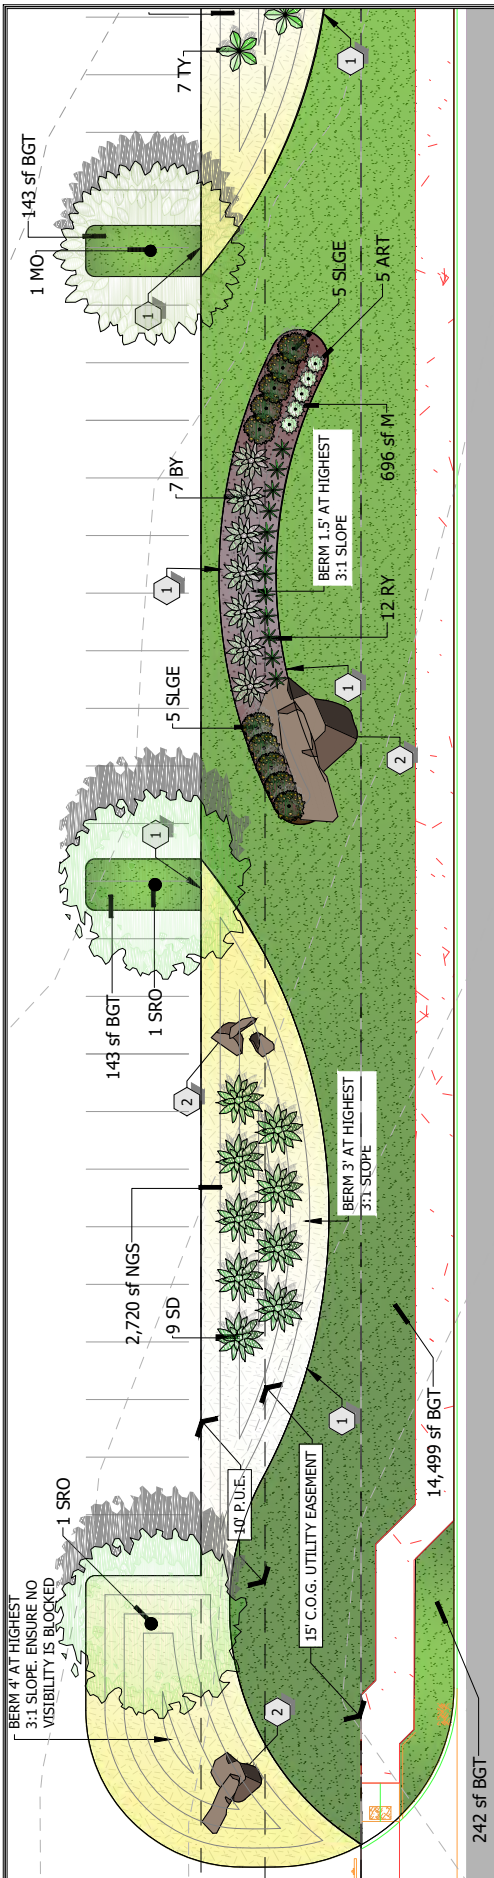 7 TY
1
143 sf BGT
1 MO
1
5 SLGE
5 ART
696 sf M
7 BY
1
BERM 1.5' AT HIGHEST
3:1 SLOPE
12 RY
1
5 SLGE
2
1
143 sf BGT
1 SRO
2
2,720 sf NGS
9 SD
BERM 3' AT HIGHEST
3:1 SLOPE
1
14,499 sf BGT
10' P.U.E.
15' C.O.G. UTILITY EASEMENT
1 SRO
BERM 4' AT HIGHEST
3:1 SLOPE. ENSURE NO
VISIBILITY IS BLOCKED
2
242 sf BGT